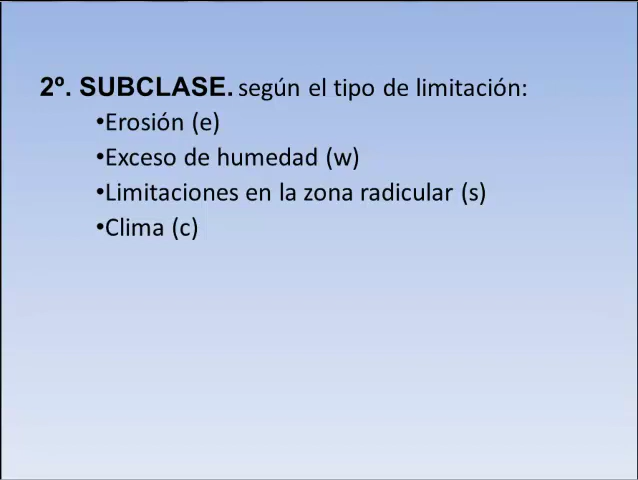 2º. SUBCLASE. según el tipo de limitación:
•Erosión (e)
•Exceso de humedad (w)
•Limitaciones en la zona radicular (s)
•Clima (c)